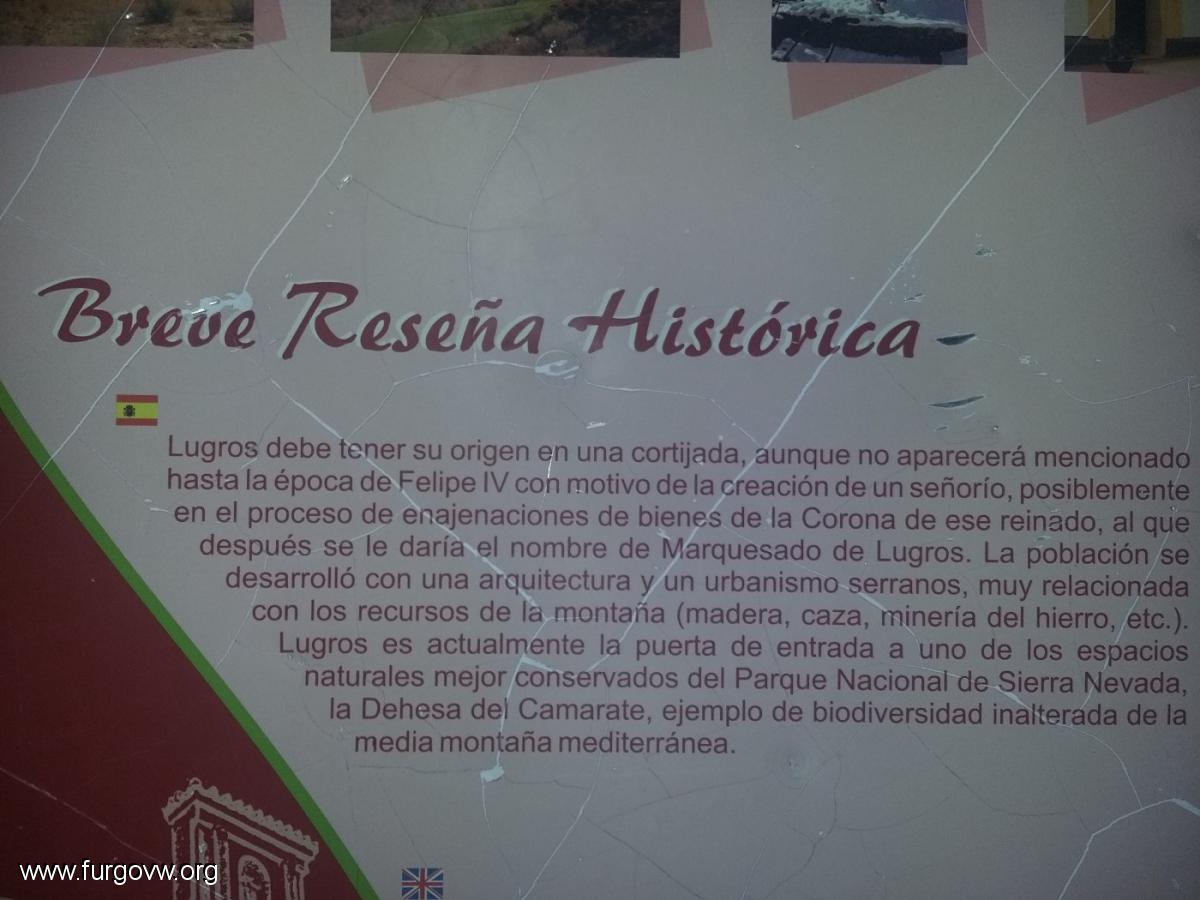 Breve Reseña Histórica
Lugros debe tener su origen en una cortijada, aunque no aparecerá mencionado
hasta la época de Felipe IV con motivo de la creación de un señorío, posiblemente
en el proceso de enajenaciones de bienes de la Corona de ese reinado, al que
después se le daría el nombre de Marquesado de Lugros. La población se
desarrolló con una arquitectura y un urbanismo serranos, muy relacionada
con los recursos de la montaña (madera, caza, minería del hierro, etc.).
Lugros es actualmente la puerta de entrada a uno de los espacios
naturales mejor conservados del Parque Nacional de Sierra Nevada,
la Dehesa del Camarate, ejemplo de biodiversidad inalterada de la
media montaña mediterránea.
www.furgovw.org